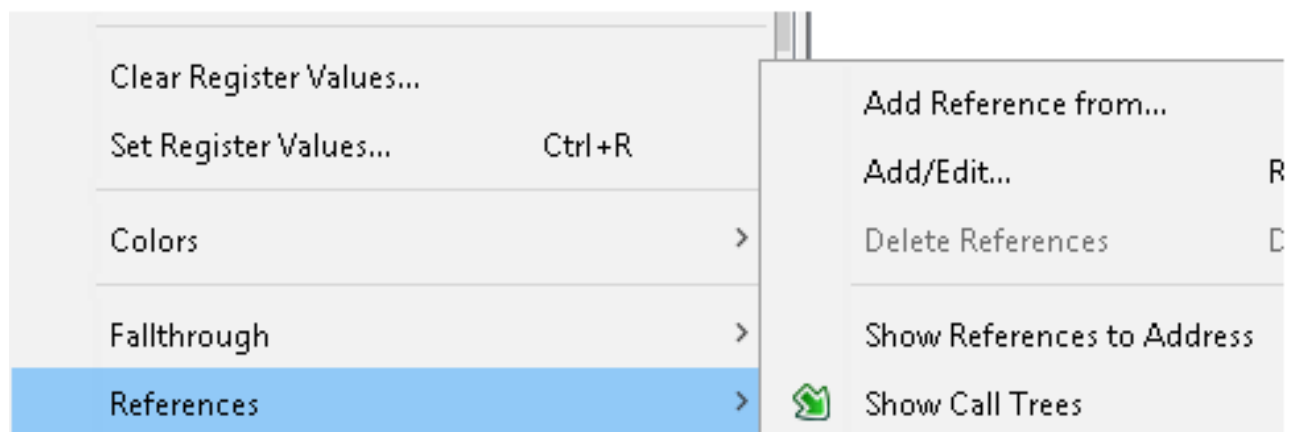 Clear Register Values...
Set Register Values... Ctrl+R
Colors
Fallthrough
References
Add Reference from...
Add/Edit... R
Delete References D
Show References to Address
Show Call Trees